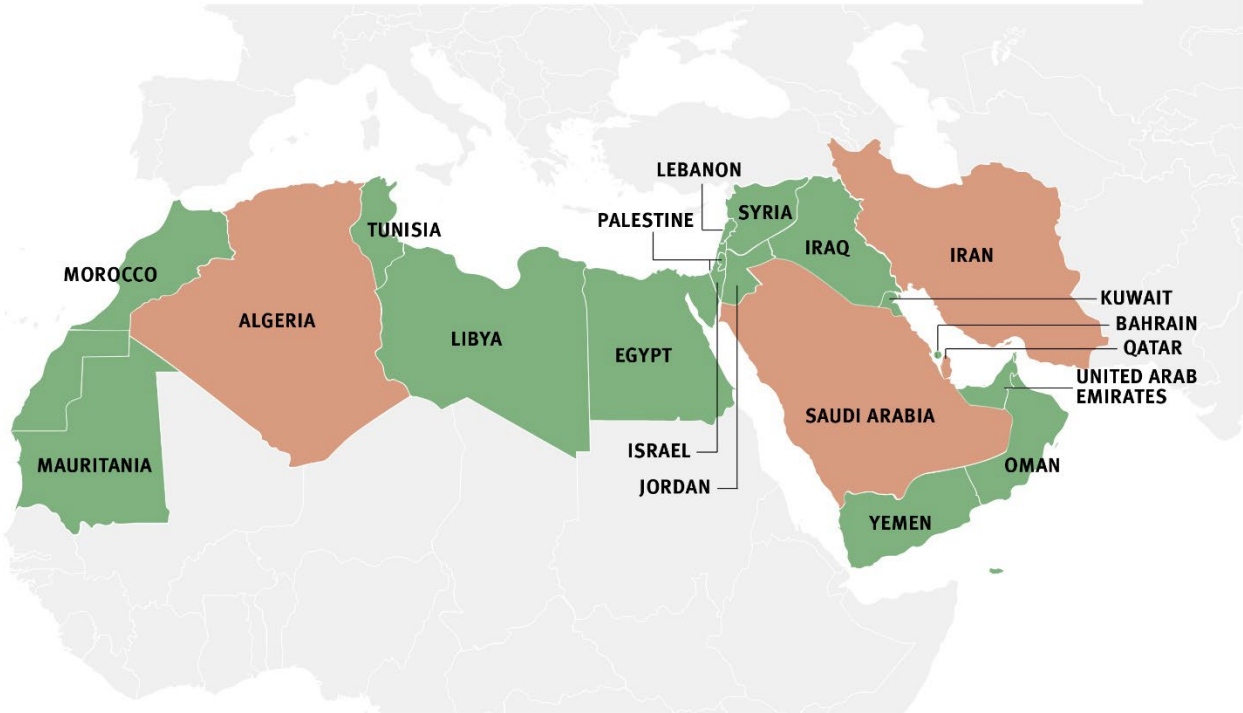 LEBANON
PALESTINE
SYRIA
TUNISIA
IRAQ
IRAN
MOROCCO
KUWAIT
ALGERIA
BAHRAIN
LIBYA
QATAR
EGYPT
UNITED ARAB
EMIRATES
SAUDI ARABIA
ISRAEL
MAURITANIA
OMAN
JORDAN
YEMEN